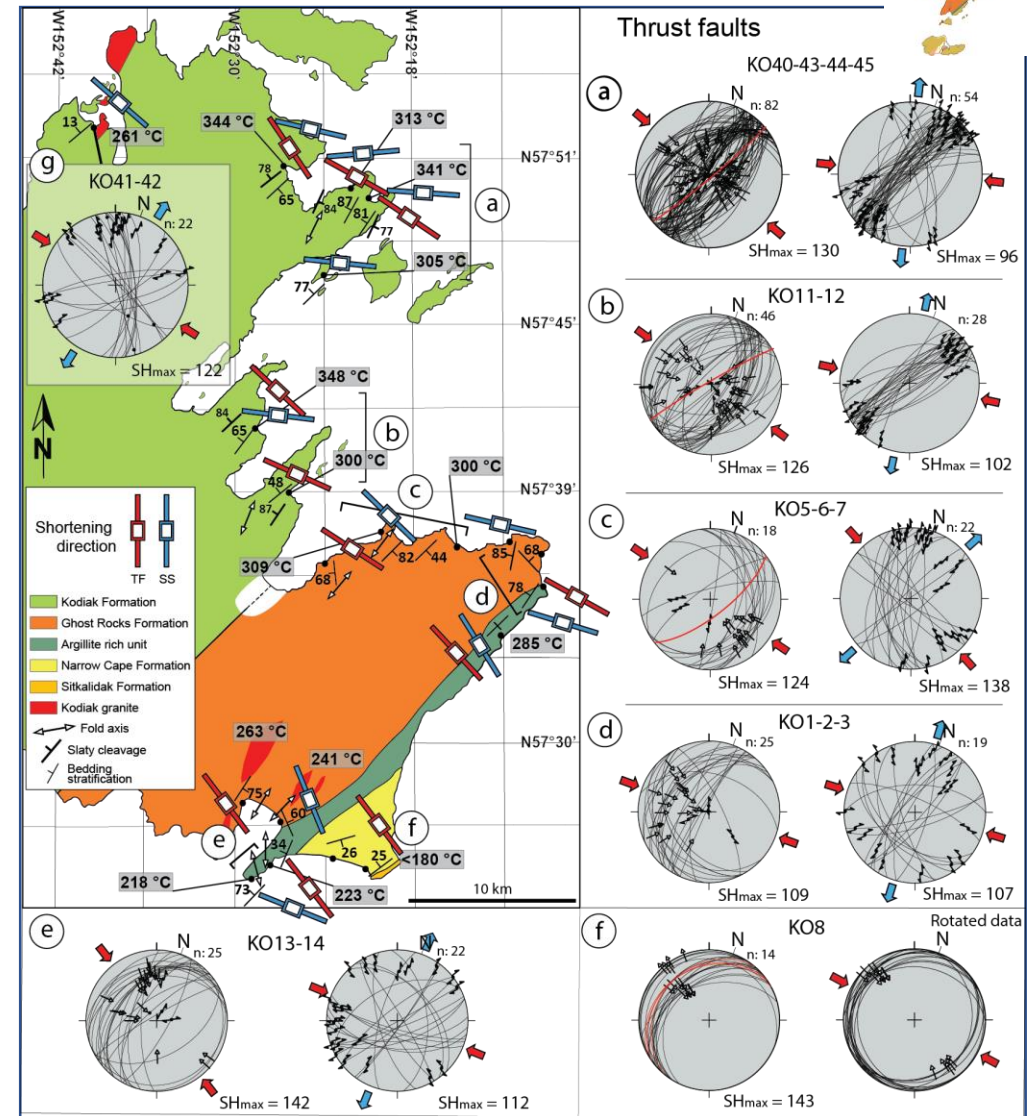 Thrust faults
W152°42’
W152°30’
W152°18’
N57°51’
N57°45’
N57°39’
N57°30’
344 °C
313 °C
341 °C
305 °C
261 °C
13
78
65
84
87
81
77
77
a
g
KO41-42
N
n: 22
SHmax = 122
N
348 °C
84
65
b
300 °C
48
87
c
300 °C
309 °C
68
82
44
85
68
78
d
285 °C
Shortening
direction
TF SS
Kodiak Formation
Ghost Rocks Formation
Argillite rich unit
Narrow Cape Formation
Sitkalidak Formation
Kodiak granite
Fold axis
Slaty cleavage
Bedding
stratification
263 °C
241 °C
75
60
e
34
26
25
f
<180 °C
218 °C
73
223 °C
10 km
a
KO40-43-44-45
N
n: 82
SHmax = 130
N
n: 54
SHmax = 96
b
KO11-12
N
n: 46
SHmax = 126
N
n: 28
SHmax = 102
c
KO5-6-7
N
n: 18
SHmax = 124
N
n: 22
SHmax = 138
d
KO1-2-3
N
n: 25
SHmax = 109
N
n: 19
SHmax = 107
e
KO13-14
N
n: 25
SHmax = 142
N
n: 22
SHmax = 112
f
KO8
Rotated data
N
n: 14
SHmax = 143
N